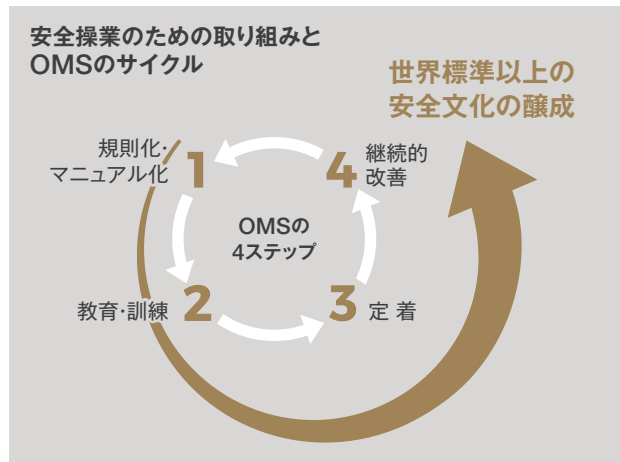 安全操業のための取り組みと
OMSのサイクル
世界標準以上の
安全文化の醸成
規則化・
マニュアル化
1
4
継続的
改善
OMSの
4ステップ
教育・訓練
2
3
定 着